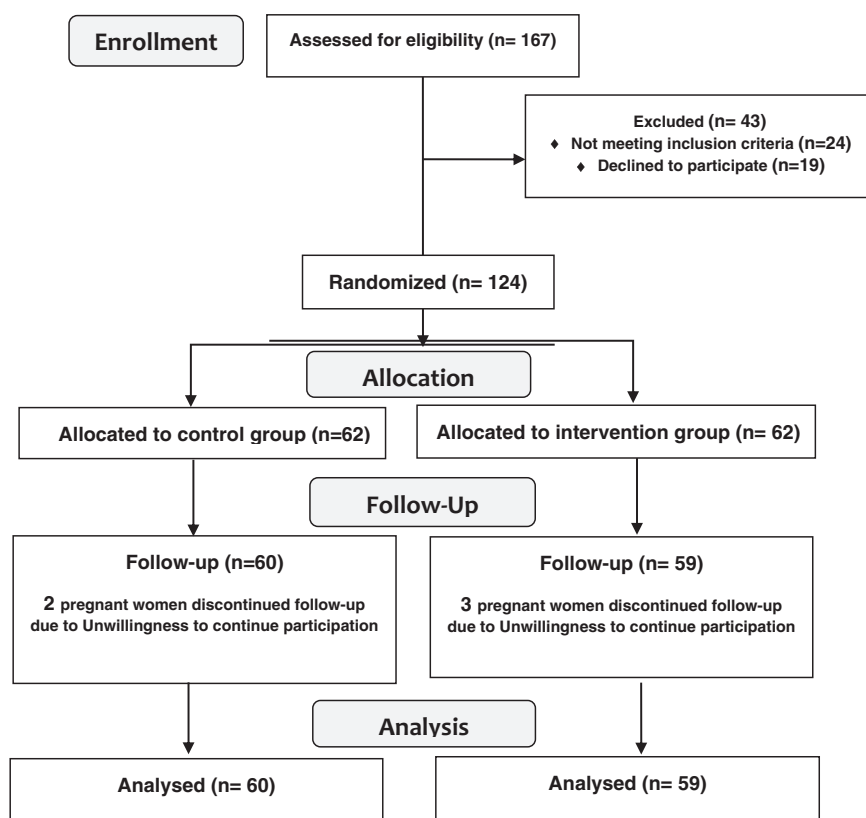 Enrollment
Assessed for eligibility (n= 167)
Excluded (n= 43)
♦ Not meeting inclusion criteria (n=24)
♦ Declined to participate (n=19)
Randomized (n= 124)
Allocation
Allocated to control group (n=62)
Allocated to intervention group (n= 62)
Follow-Up
Follow-up (n=60)
2 pregnant women discontinued follow-up
due to Unwillingness to continue participation
Follow-up (n= 59)
3 pregnant women discontinued follow-up
due to Unwillingness to continue participation
Analysis
Analysed (n= 60)
Analysed (n= 59)